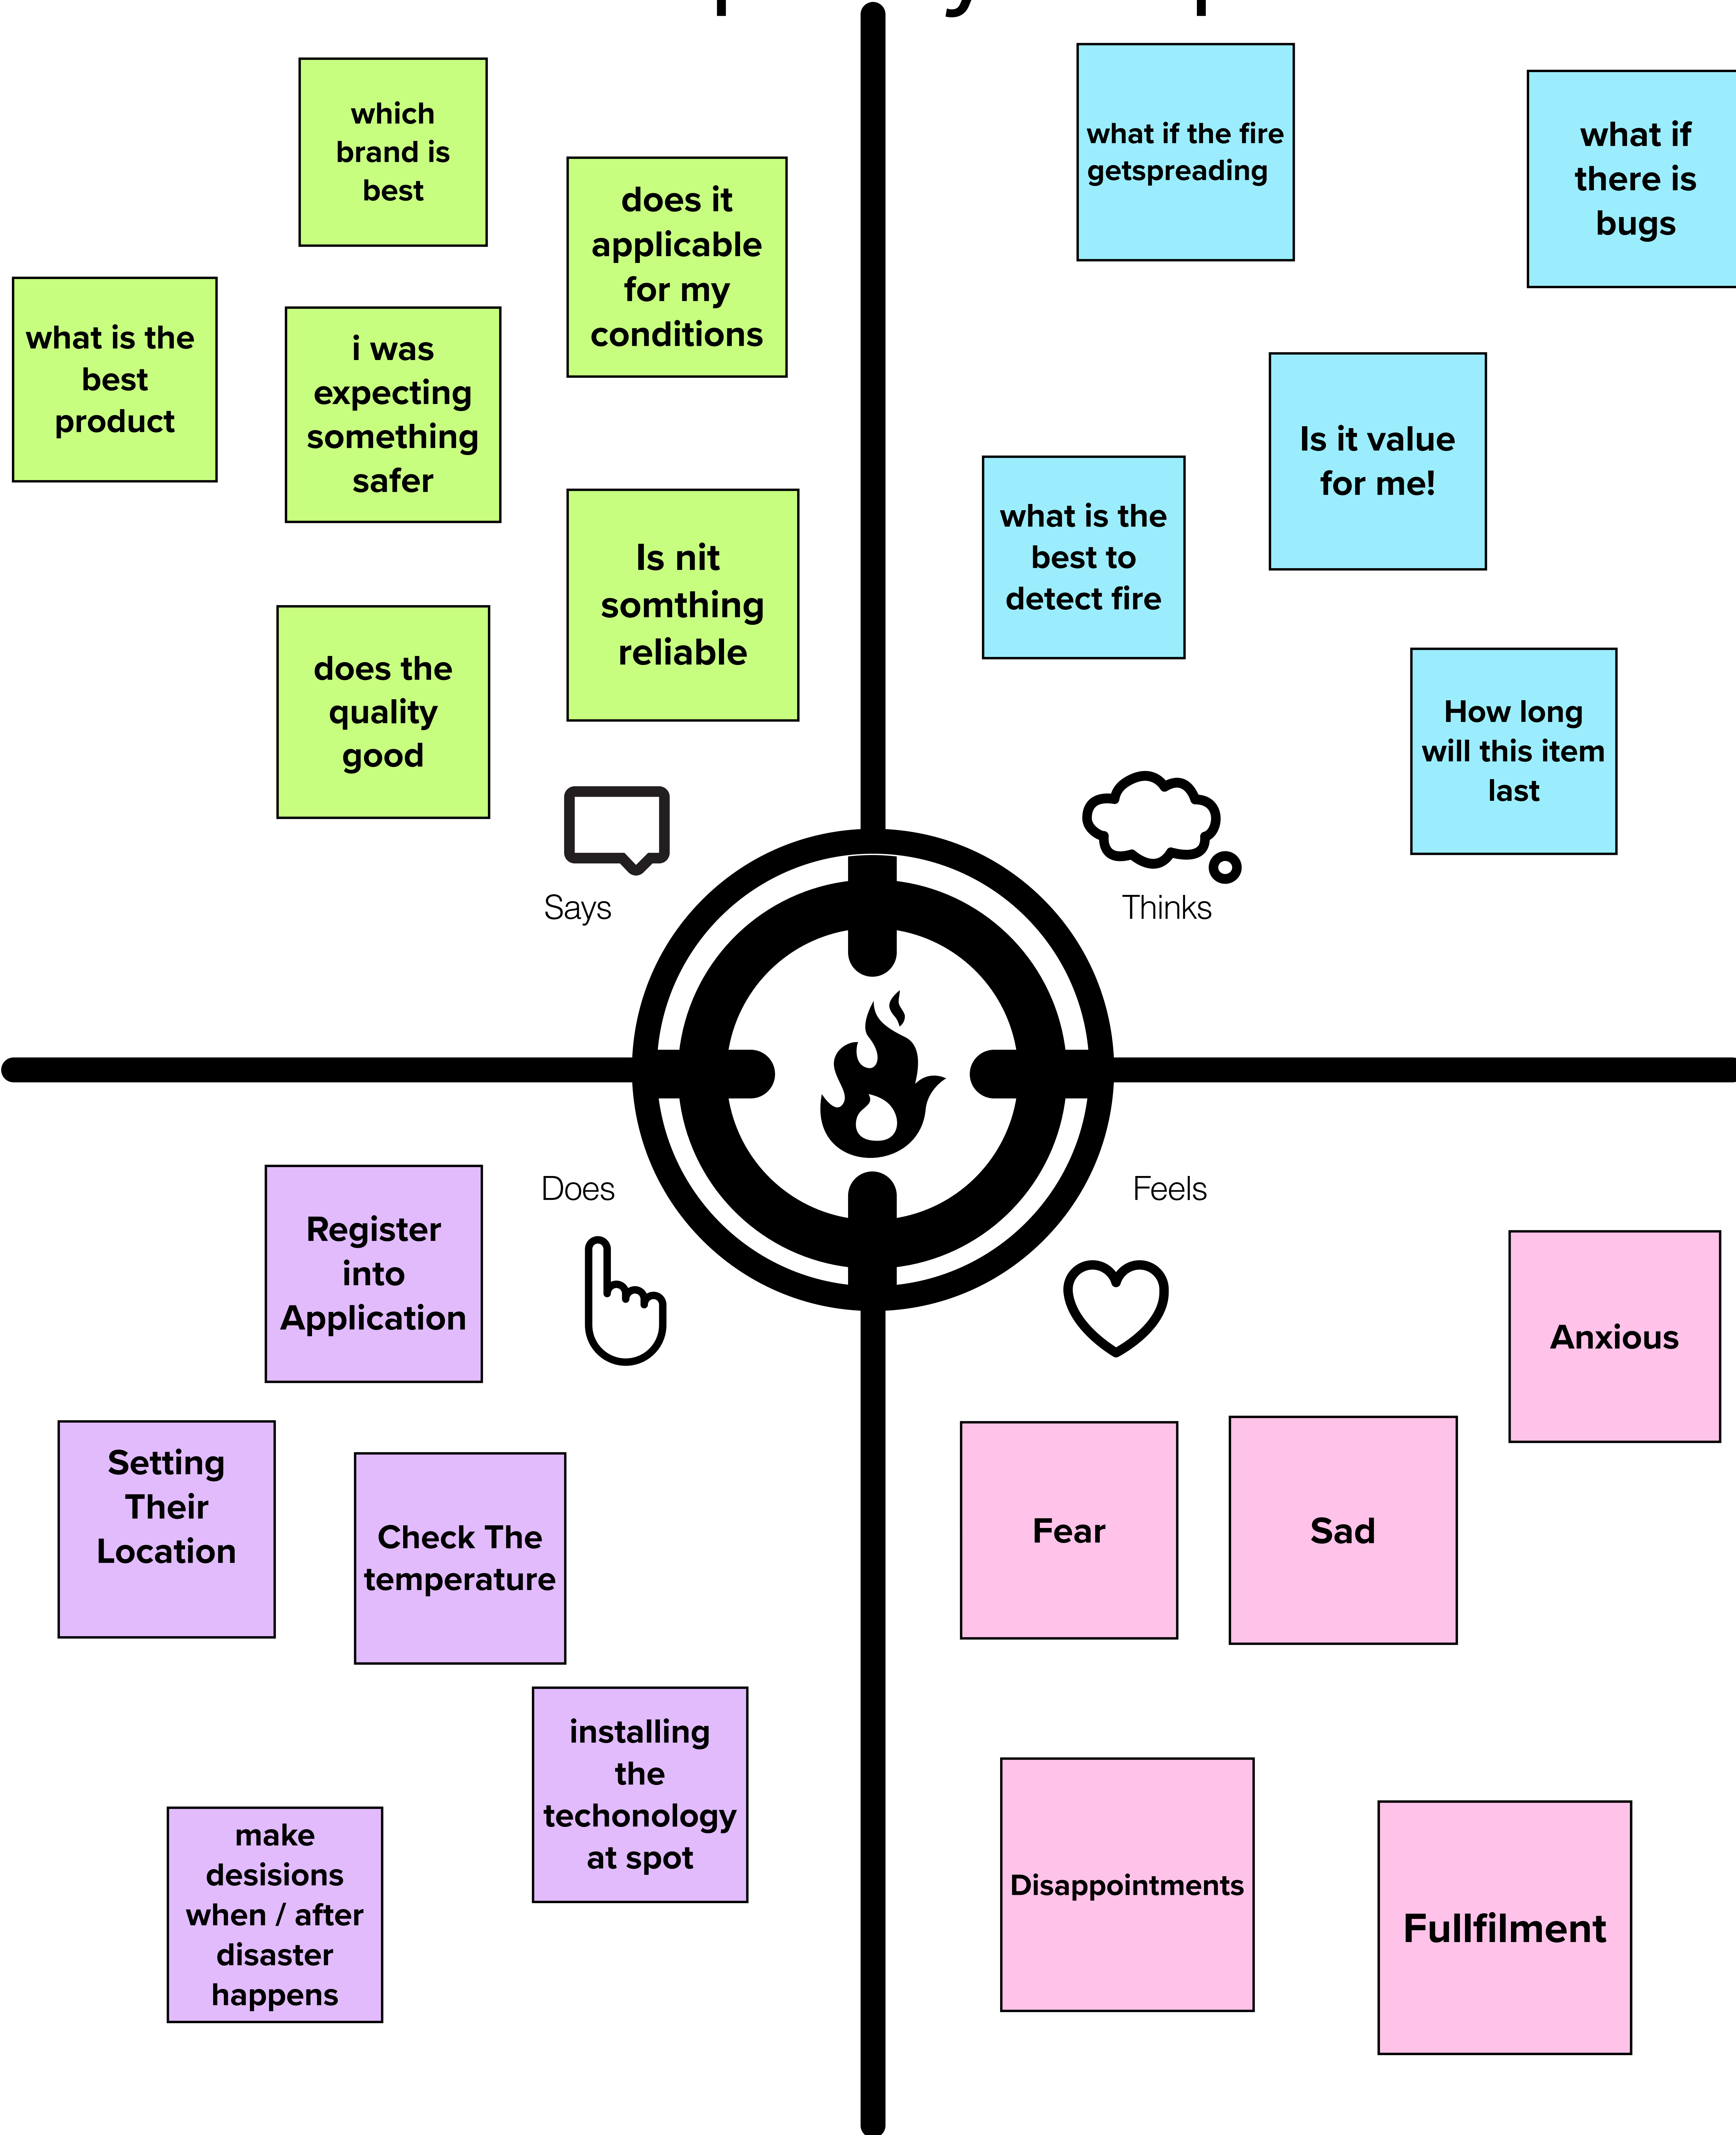 which
brand is
best
does it
applicable
for my
conditions
what is the
best
product
i was
expecting
something
safer
Is nit
somthing
reliable
does the
quality
good
Says
what if the fire
getspreading
what if
there is
bugs
Is it value
for me!
what is the
best to
detect fire
How long
will this item
last
Thinks
Does
Register
into
Application
Setting
Their
Location
Check The
temperature
installing
the
techonology
at spot
make
desisions
when / after
disaster
happens
Feels
Anxious
Fear
Sad
Disappointments
Fullfilment